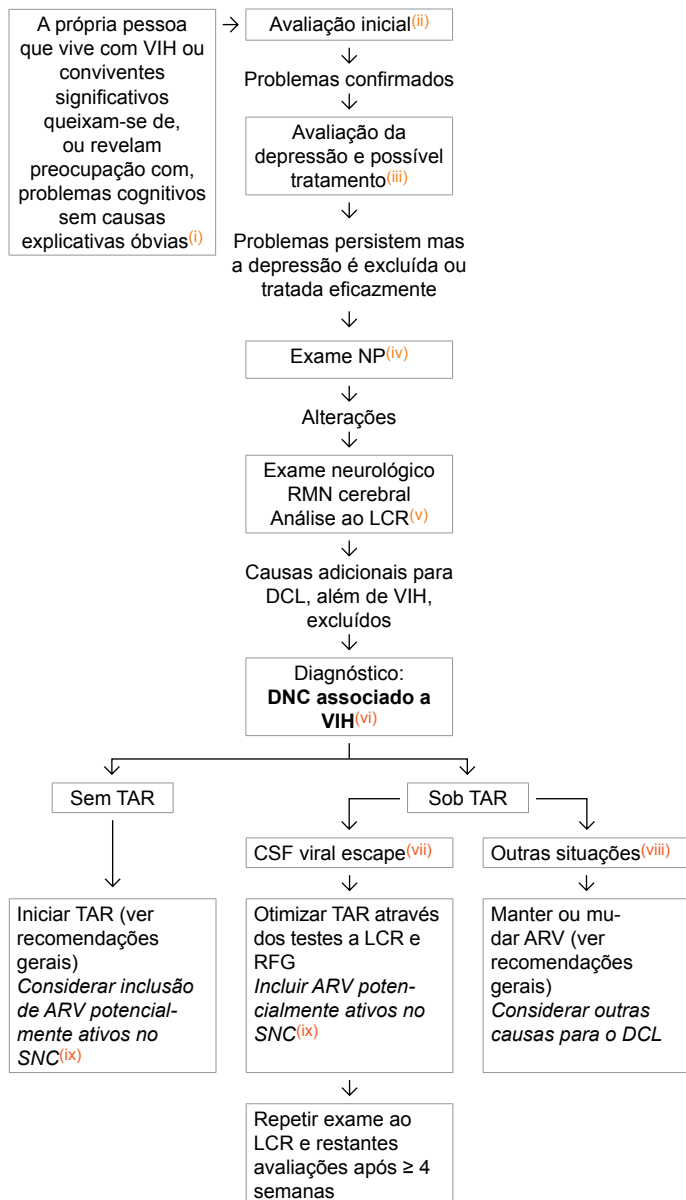 A própria pessoa
que vive com VIH ou
conviventes
significativos
queixam-se de,
ou revelam
preocupação com,
problemas cognitivos
sem causas
explicativas óbvias(i)
Avaliação inicial(ii)
Problemas confirmados
Avaliação da
depressão e possível
tratamento(iii)
Problemas persistem mas
a depressão é excluída ou
tratada eficazmente
Exame NP(iv)
Alterações
Exame neurológico
RMN cerebral
Análise ao LCR(v)
Causas adicionais para
DCL, além de VIH,
excluídos
Diagnóstico:
DNC associado a
VIH(vi)
Sem TAR
Sob TAR
CSF viral escape(vii)
Outras situações(viii)
Iniciar TAR (ver
recomendações
gerais)
Considerar inclusão
de ARV potencial-
mente ativos no
SNC(ix)
Otimizar TAR através
dos testes a LCR e
RFG
Incluir ARV poten-
cialmente ativos no
SNC(ix)
Manter ou mu-
dar ARV (ver
recomendações
gerais)
Considerar outras
causas para o DCL
Repetir exame ao
LCR e restantes
avaliações após ≥ 4
semanas